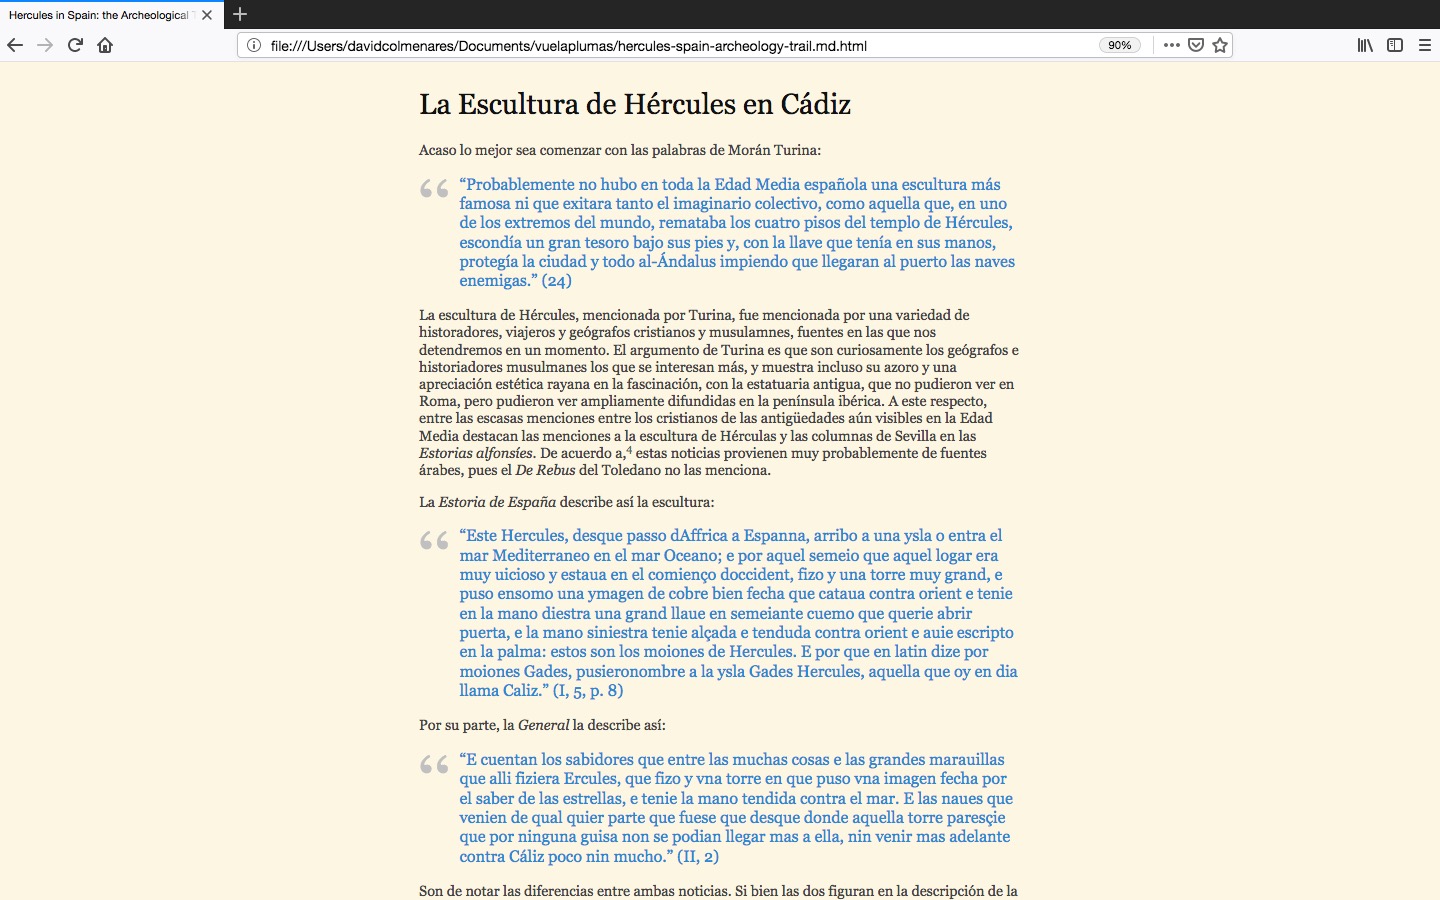 Hercules in Spain: the Archeological
file:///Users/davidcolmenares/Documents/vuelaplumas/hercules-spain-archeology-trail.md.html
90%
La Escultura de Hércules en Cádiz
Acaso lo mejor sea comenzar con las palabras de Morán Turina:
“Probablemente no hubo en toda la Edad Media española una escultura más
famosa ni que exitara tanto el imaginario colectivo, como aquella que, en uno
de los extremos del mundo, remataba los cuatro pisos del templo de Hércules,
escondía un gran tesoro bajo sus pies y, con la llave que tenía en sus manos,
protegía la ciudad y todo al-Ándalus impiendo que llegaran al puerto las naves
enemigas.” (24)
La escultura de Hércules, mencionada por Turina, fue mencionada por una variedad de
historadores, viajeros y geógrafos cristianos y musulamnes, fuentes en las que nos
detendremos en un momento. El argumento de Turina es que son curiosamente los geógrafos e
historiadores musulmanes los que se interesan más, y muestra incluso su azoro y una
apreciación estética rayana en la fascinación, con la estatuaria antigua, que no pudieron ver en
Roma, pero pudieron ver ampliamente difundidas en la península ibérica. A este respecto,
entre las escasas menciones entre los cristianos de las antigüedades aún visibles en la Edad
Media destacan las menciones a la escultura de Hérculas y las columnas de Sevilla en las
Estorias alfonsíes. De acuerdo a,4 estas noticias provienen muy probablemente de fuentes
árabes, pues el De Rebus del Toledano no las menciona.
La Estoria de España describe así la escultura:
“Este Hercules, desque passo dAffrica a Espanna, arribo a una ysla o entra el
mar Mediterraneo en el mar Oceano; e por aquel semeio que aquel logar era
muy uicioso y estaua en el comienço doccident, fizo y una torre muy grand, e
puso ensomo una ymagen de cobre bien fecha que cataua contra orient e tenie
en la mano diestra una grand llaue en semeiante cuemo que querie abrir
puerta, e la mano siniestra tenie alçada e tenduda contra orient e auie escripto
en la palma: estos son los moiones de Hercules. E por que en latin dize por
moiones Gades, pusieronombre a la ysla Gades Hercules, aquella que oy en dia
llama Caliz.” (I, 5, p. 8)
Por su parte, la General la describe así:
“E cuentan los sabidores que entre las muchas cosas e las grandes marauillas
que alli fiziera Ercules, que fizo y vna torre en que puso vna imagen fecha por
el saber de las estrellas, e tenie la mano tendida contra el mar. E las naues que
venien de qual quier parte que fuese que desque donde aquella torre paresçie
que por ninguna guisa non se podian llegar mas a ella, nin venir mas adelante
contra Cáliz poco nin mucho.” (II, 2)
Son de notar las diferencias entre ambas noticias. Si bien las dos figuran en la descripción de la